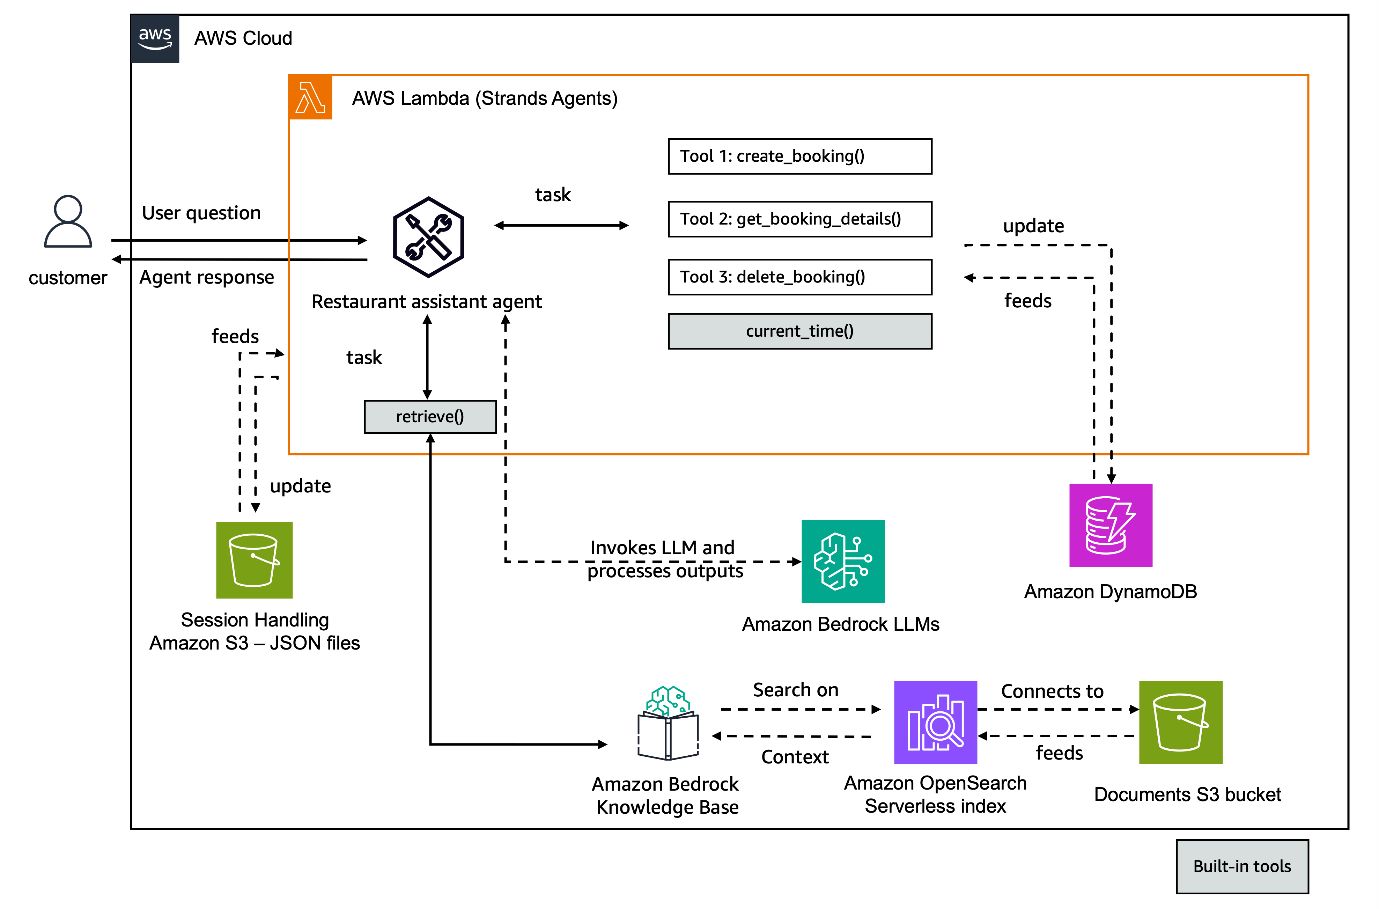 aws
AWS Cloud
AWS Lambda (Strands Agents)
Tool 1: create_booking()
task
Tool 2: get_booking_details()
User question
update
Tool 3: delete_booking()
customer
Agent response
Restaurant assistant agent
feeds
current_time()
feeds
task
retrieve()
update
Invokes LLM and
processes outputs
Amazon DynamoDB
Session Handling
Amazon S3 – JSON files
Amazon Bedrock LLMs
Search on
Connects to
Context
feeds
Amazon Bedrock
Knowledge Base
Amazon OpenSearch
Serverless index
Documents S3 bucket
Built-in tools